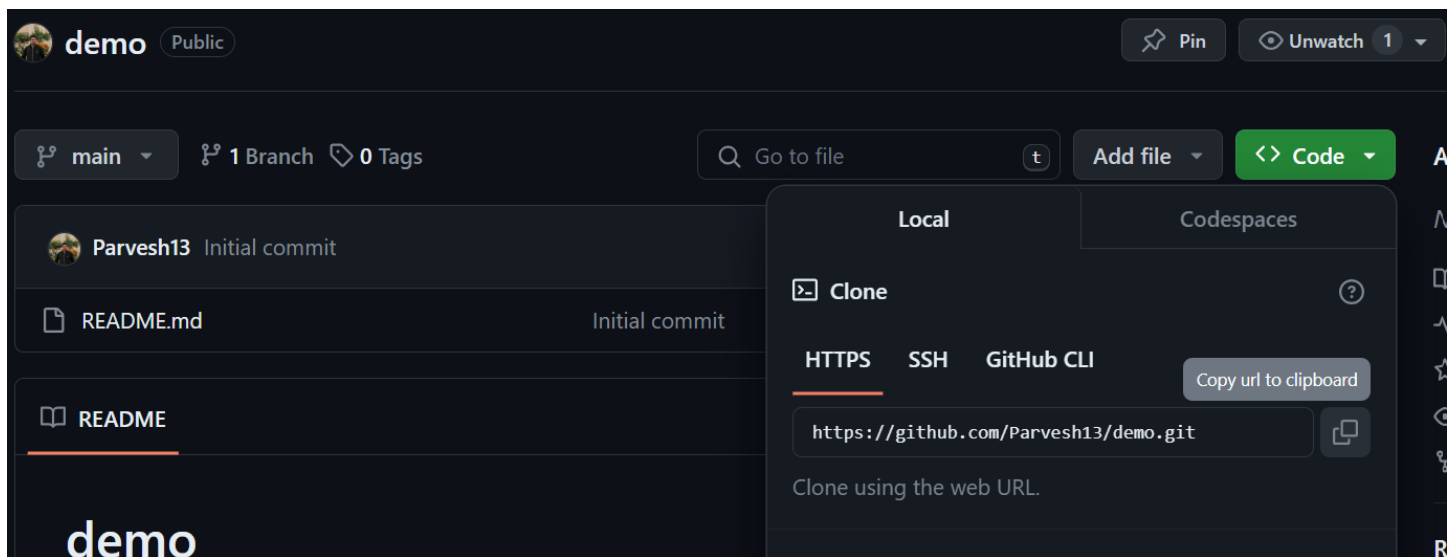 demo Public Pin Unwatch 1
main 1 Branch 0 Tags Go to file t Add file Code
Local Codespaces
Parvesh13 Initial commit
Clone
README.md Initial commit
HTTPS SSH GitHub CLI
Copy url to clipboard
README
https://github.com/Parvesh13/demo.git
Clone using the web URL.
demo